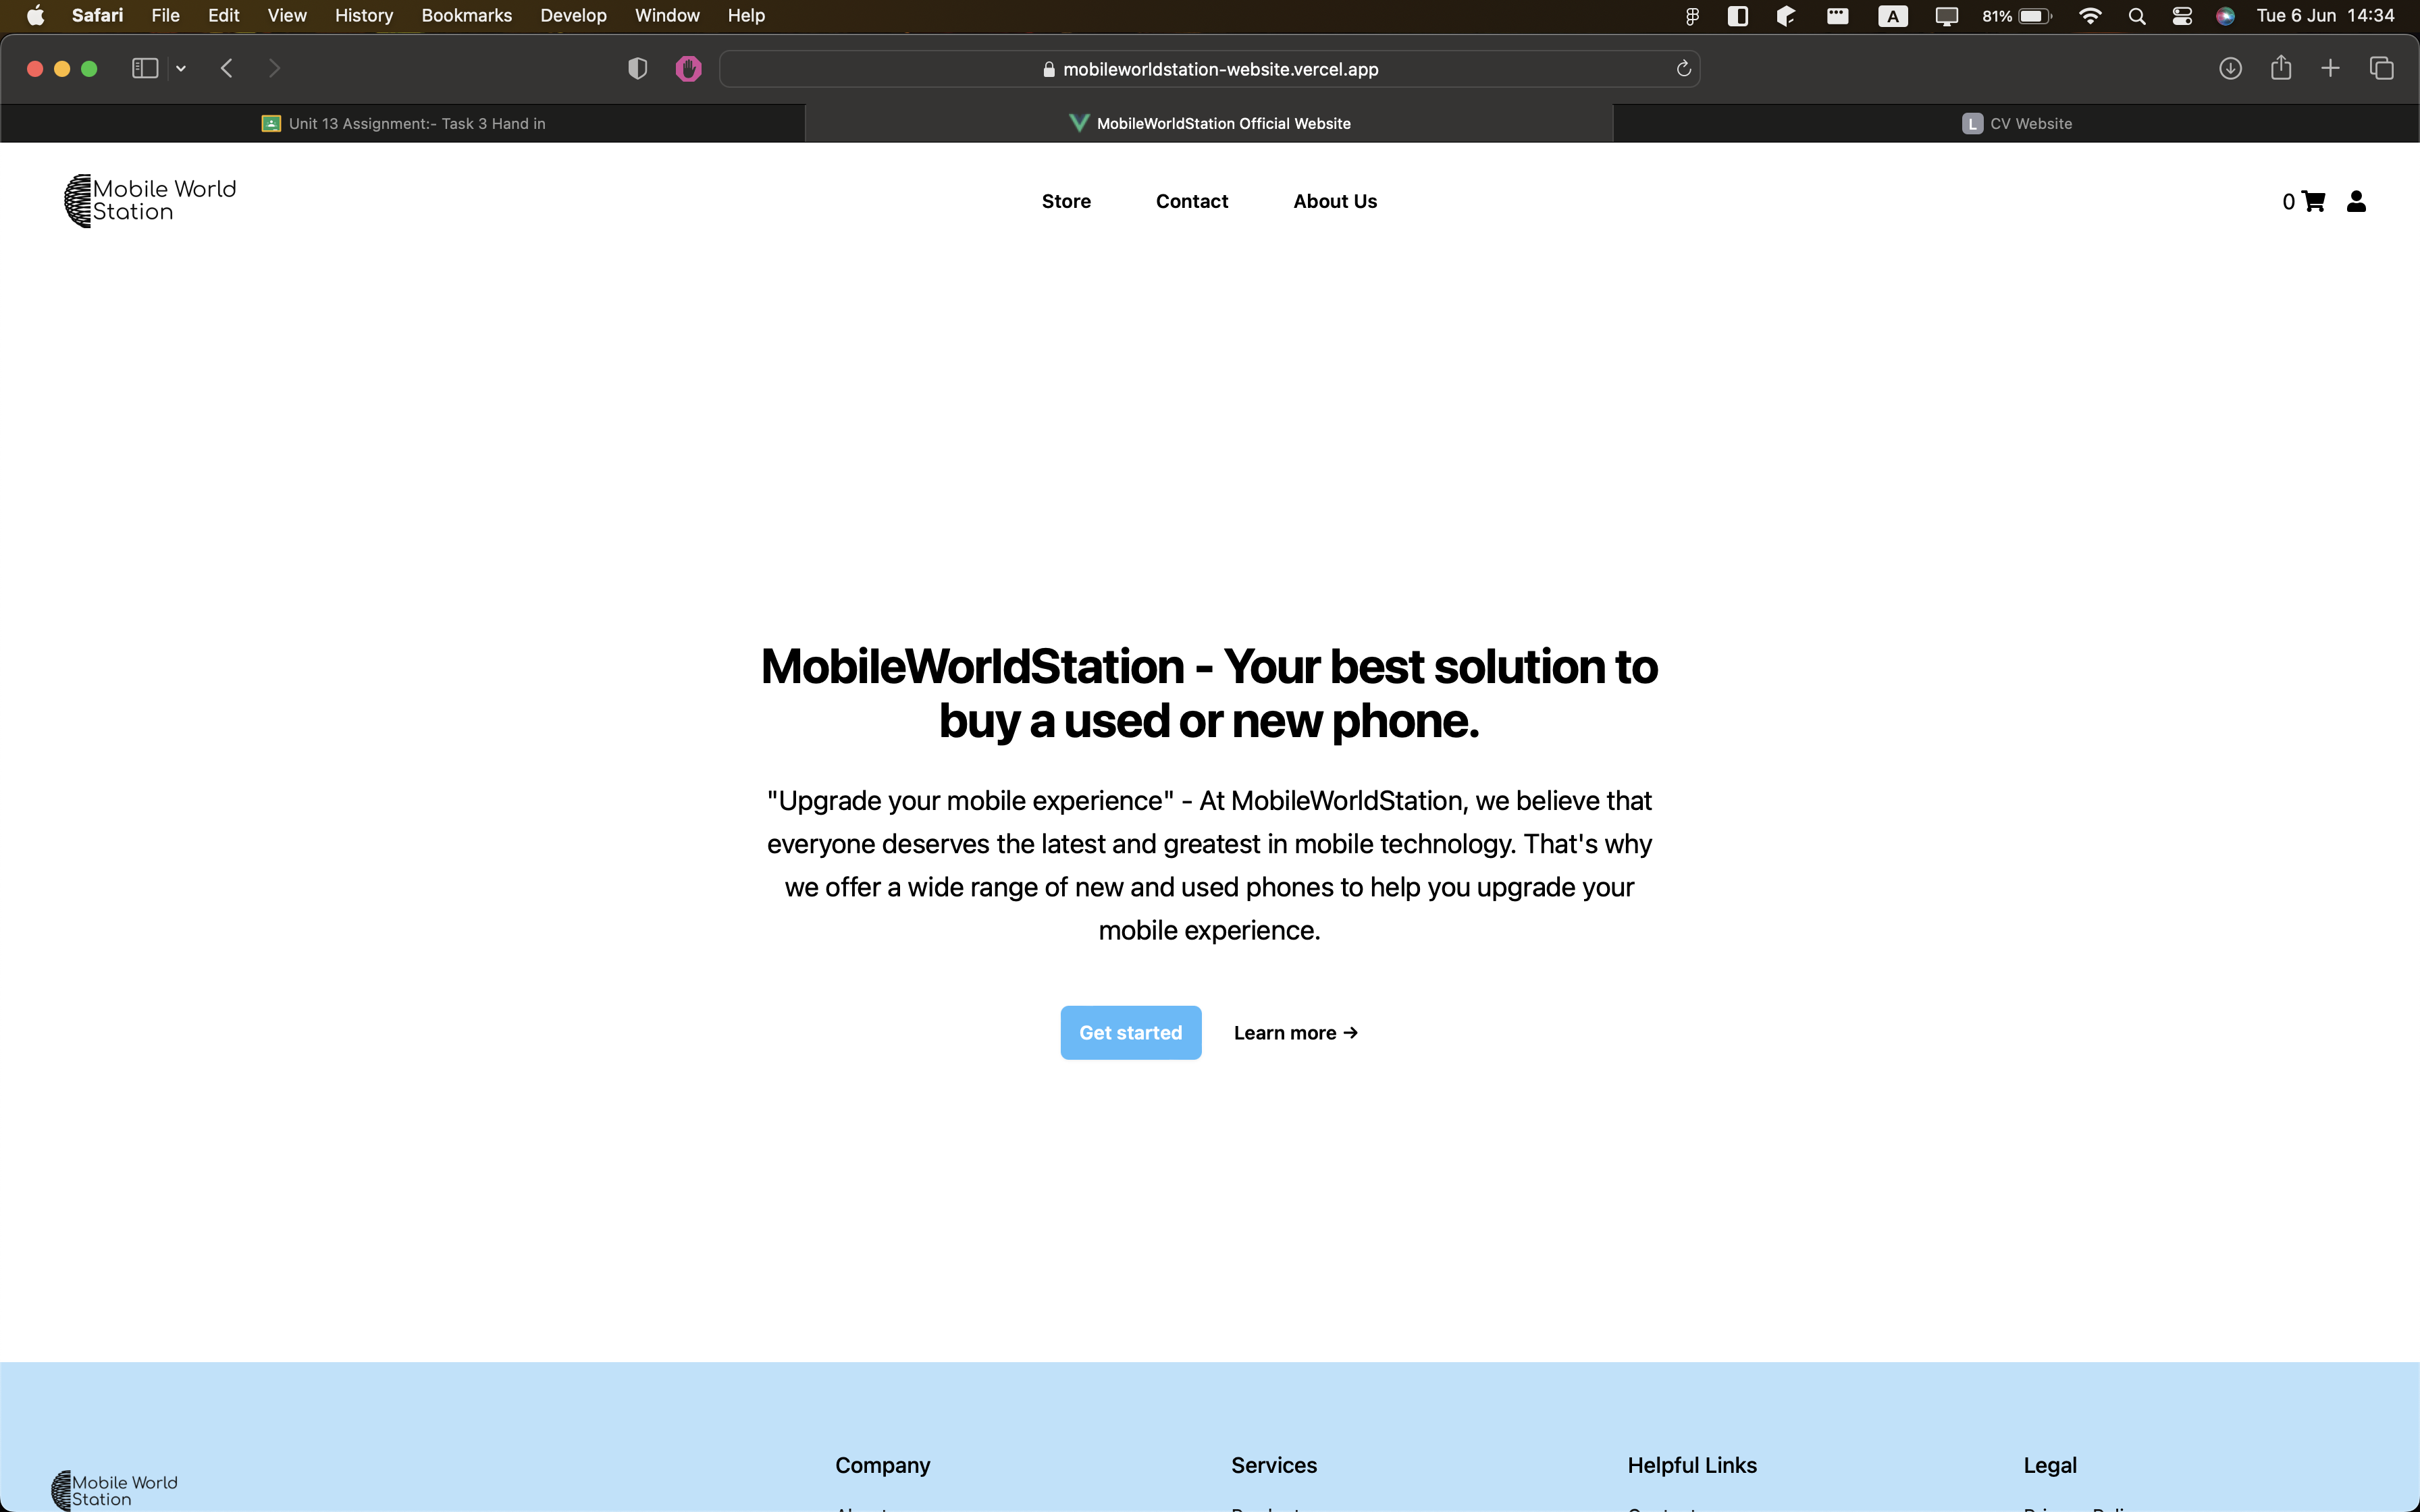 Safari File Edit View History Bookmarks Develop Window Help A 81% Tue 6 Jun 14:34
mobileworldstation-website.vercel.app
Unit 13 Assignment:- Task 3 Hand in MobileWorldStation Official Website L CV Website
Mobile World
Station
Store Contact About Us 0
MobileWorldStation - Your best solution to
buy a used or new phone.
"Upgrade your mobile experience" - At MobileWorldStation, we believe that
everyone deserves the latest and greatest in mobile technology. That's why
we offer a wide range of new and used phones to help you upgrade your
mobile experience.
Get started Learn more →
Company Services Helpful Links Legal
Mobile World
Station